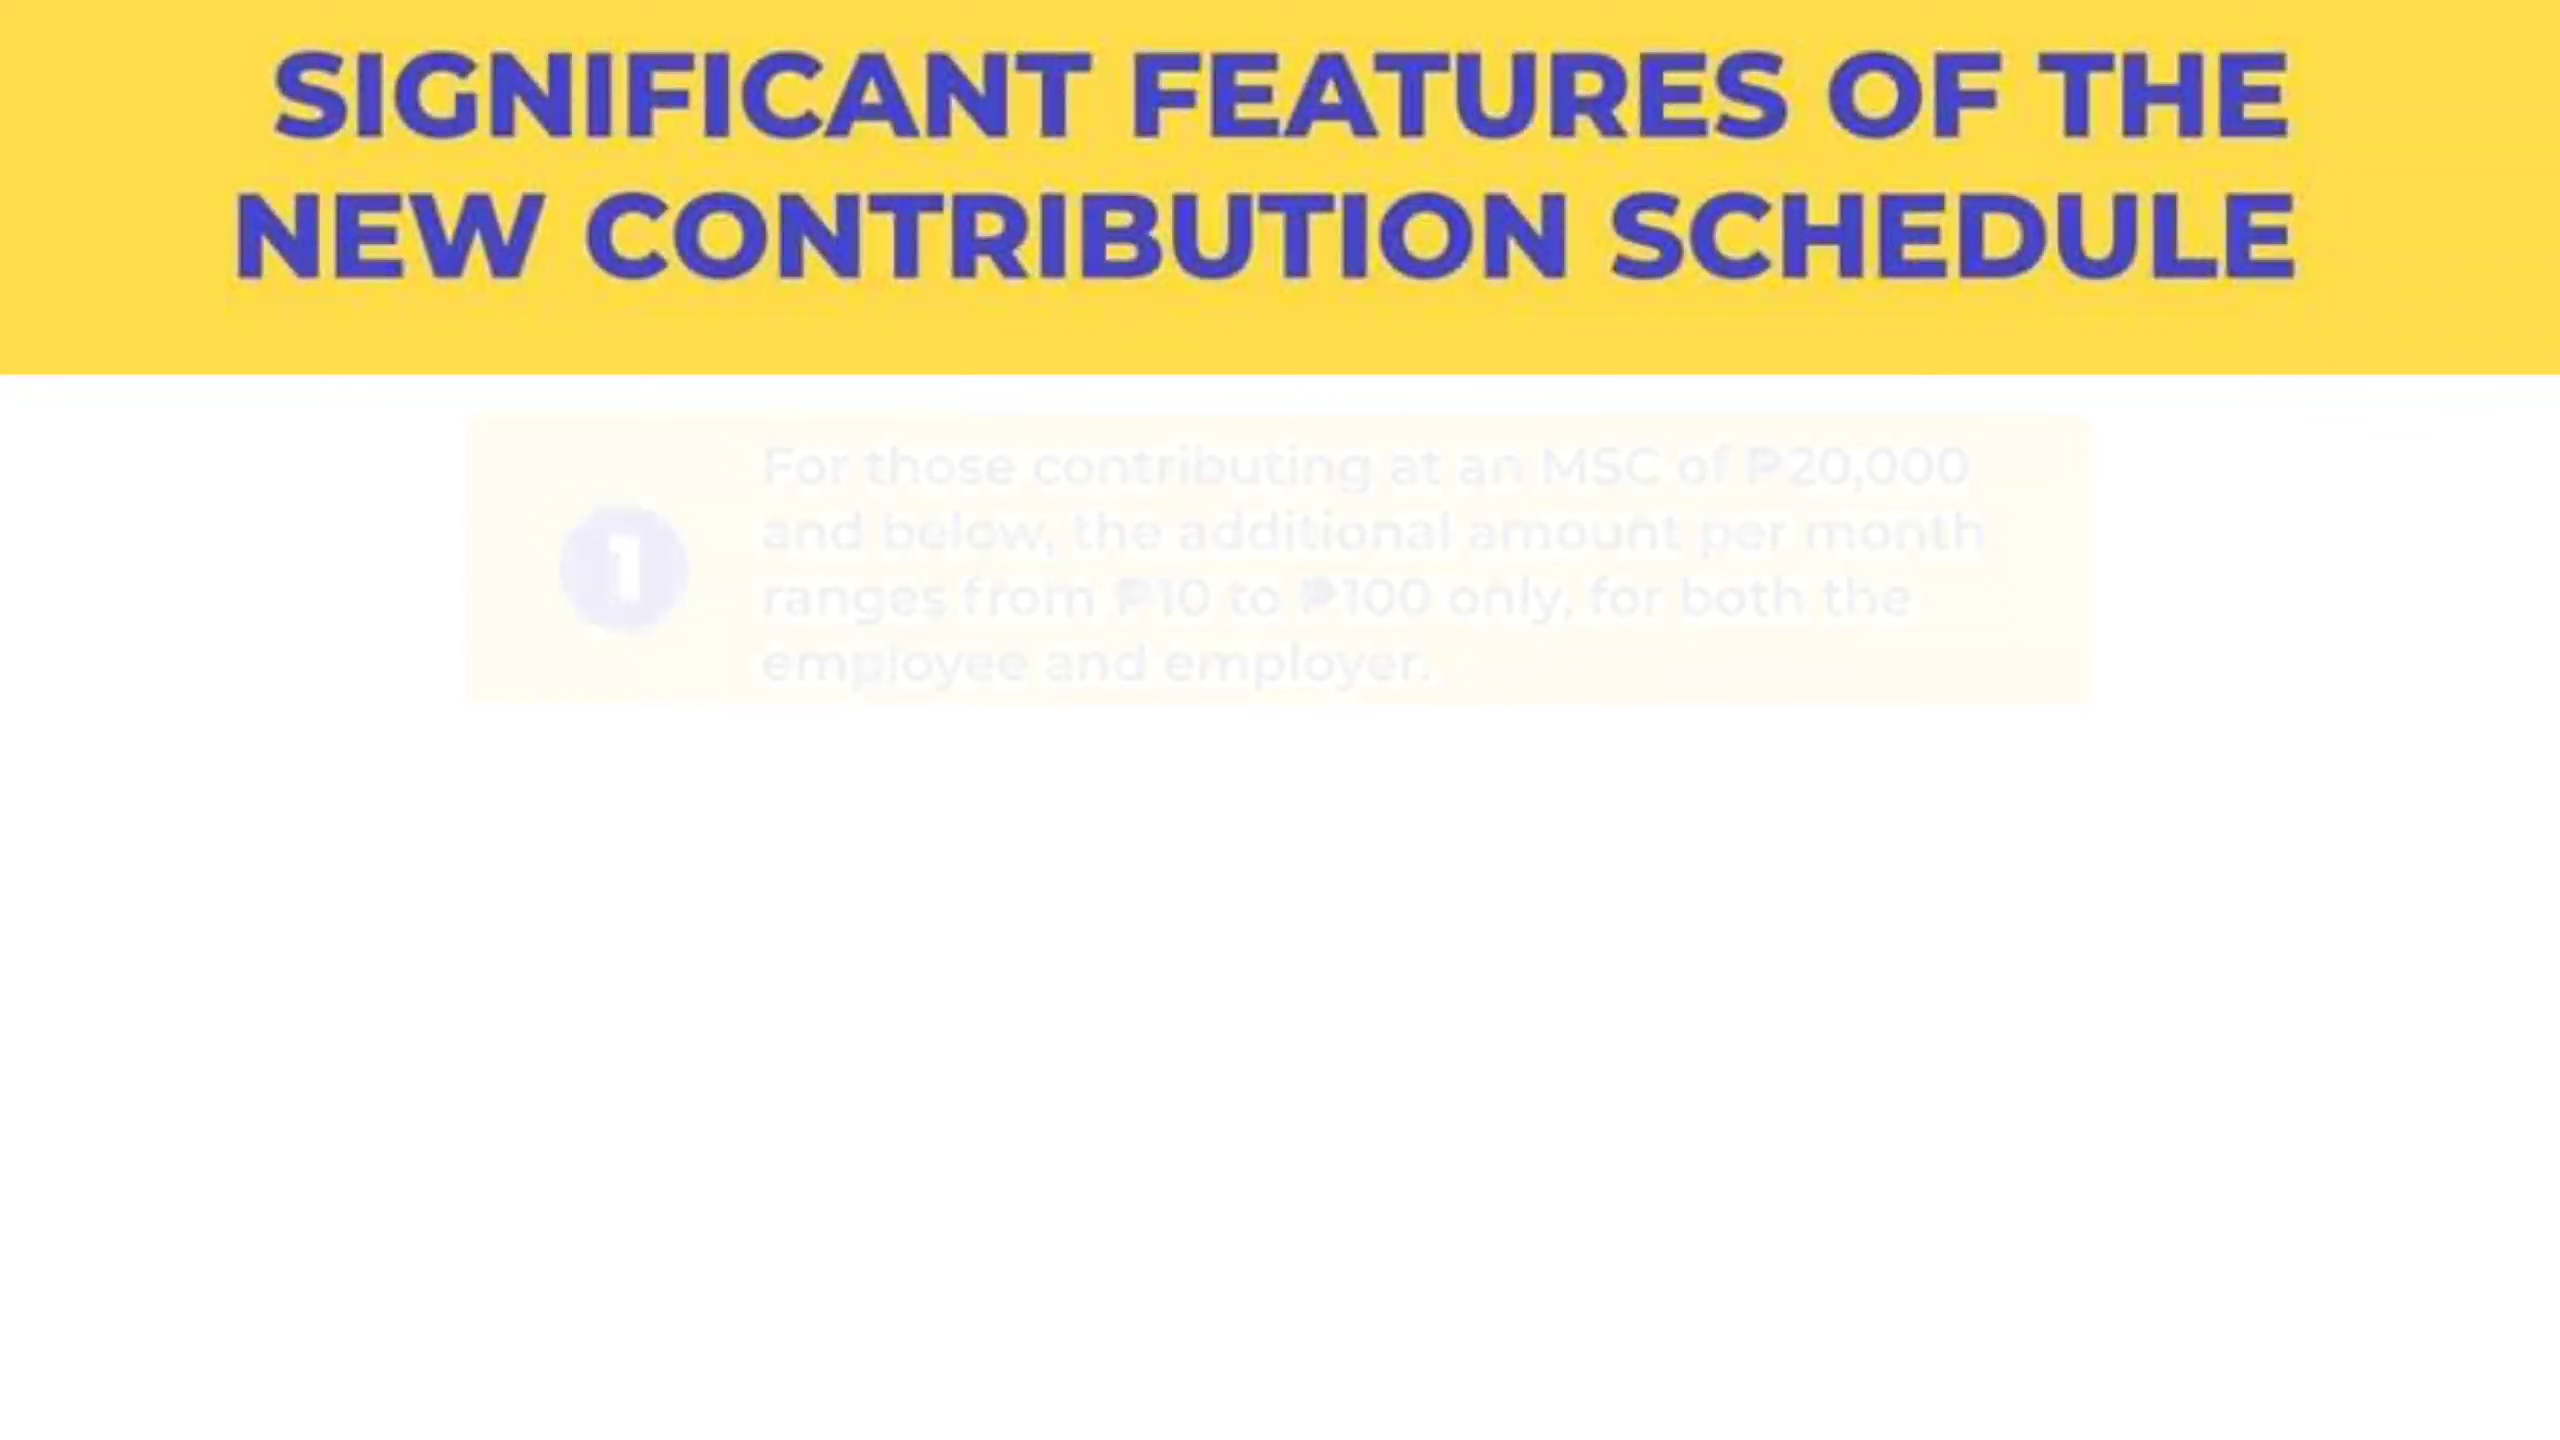 SIGNIFICANT FEATURES OF THE
NEW CONTRIBUTION SCHEDULE
1
For those contributing at an MSC of ₱20,000
and below, the additional amount per month
ranges from ₱10 to ₱100 only, for both the
employee and employer.